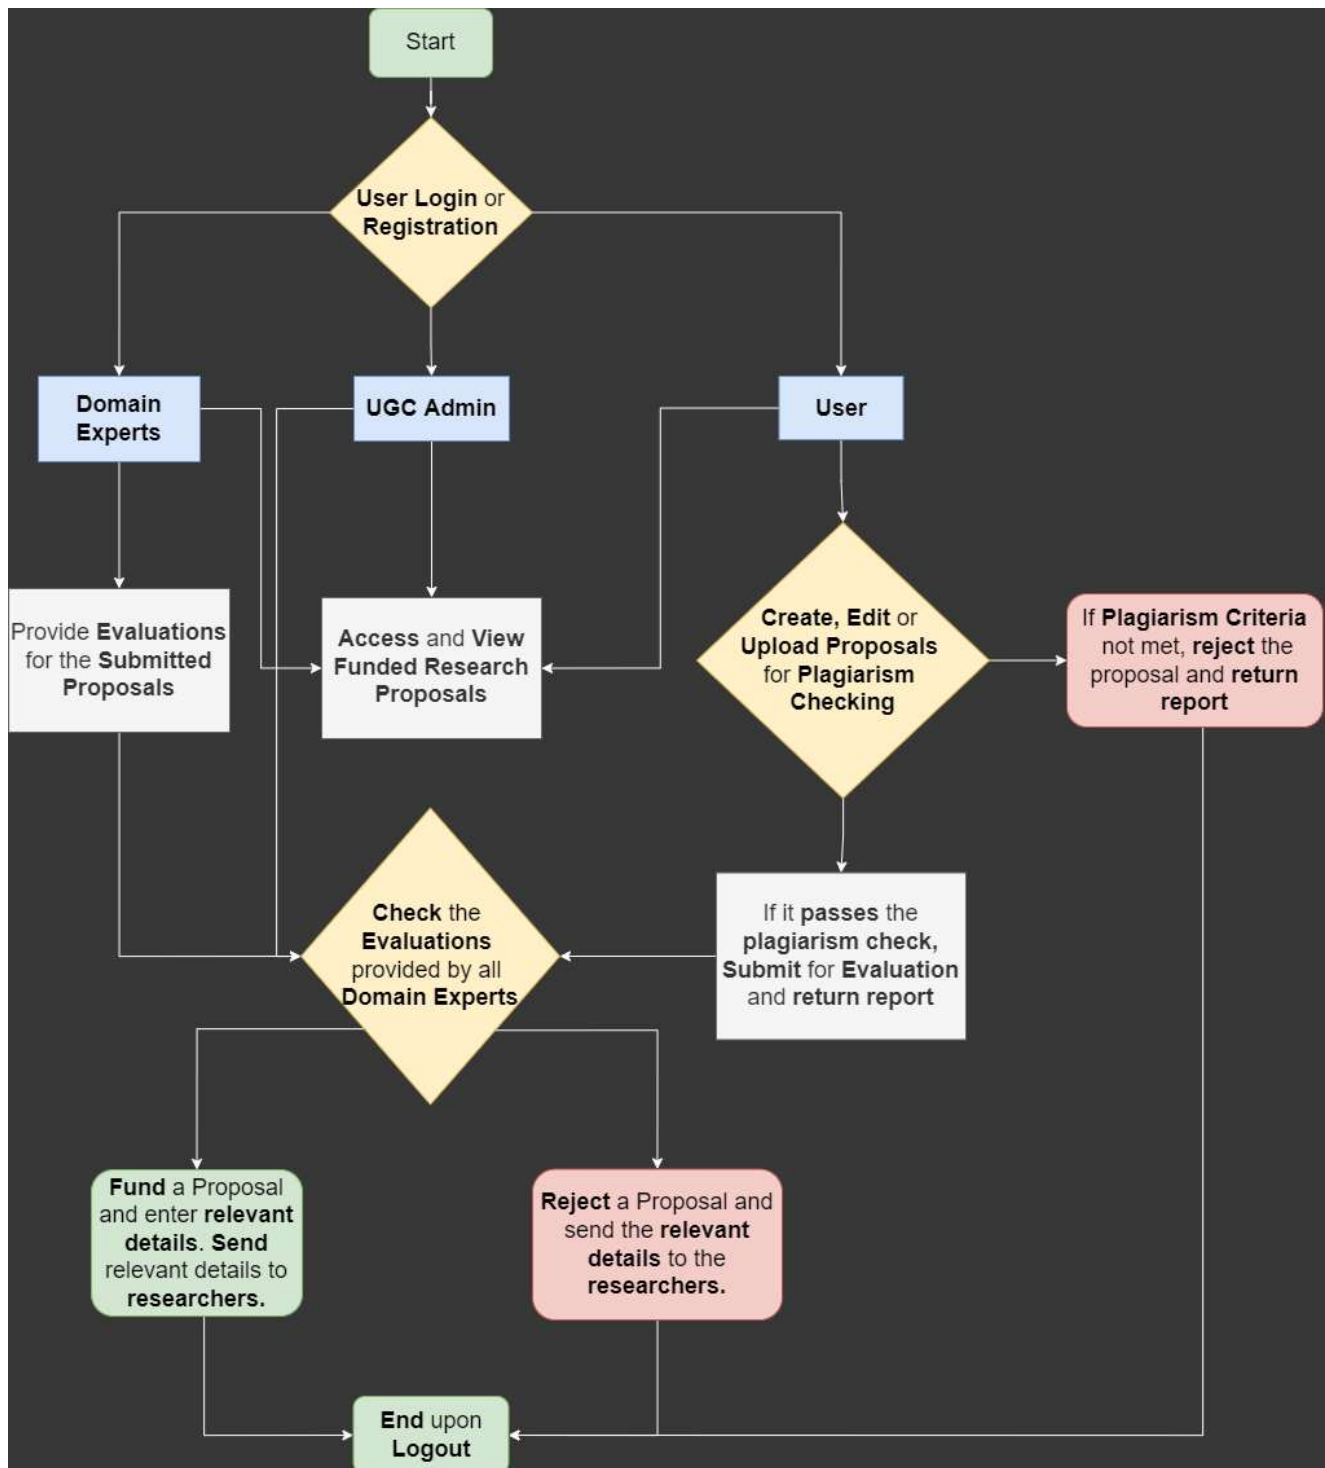 Start
User Login or
Registration
Domain
Experts
UGC Admin
User
Provide Evaluations
for the Submitted
Proposals
Access and View
Funded Research
Proposals
Create, Edit or
Upload Proposals
for Plagiarism
Checking
If Plagiarism Criteria
not met, reject the
proposal and return
report
Check the
Evaluations
provided by all
Domain Experts
If it passes the
plagiarism check,
Submit for Evaluation
and return report
Fund a Proposal
and enter relevant
details. Send
relevant details to
researchers.
Reject a Proposal and
send the relevant
details to the
researchers.
End upon
Logout